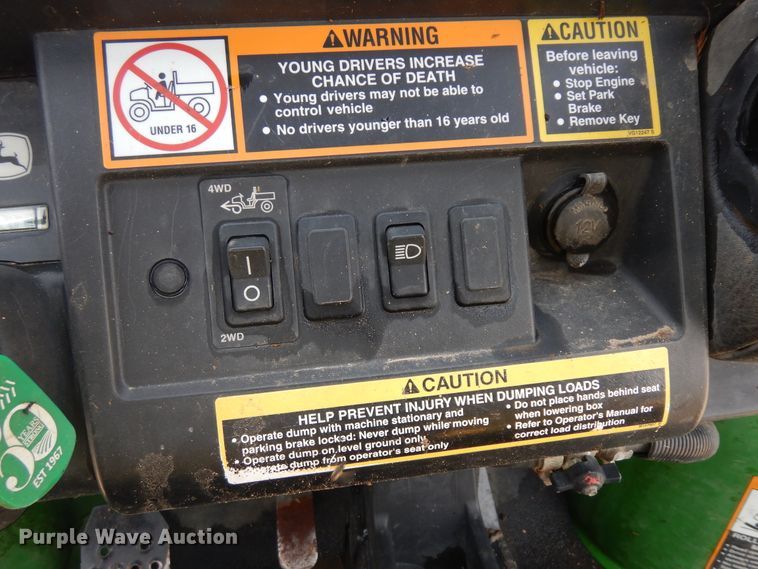 WARNING
YOUNG DRIVERS INCREASE
CHANCE OF DEATH
• Young drivers may not be able to
control vehicle
• No drivers younger than 16 years old
UNDER 16
CAUTION
Before leaving
vehicle:
• Stop Engine
• Set Park
Brake
• Remove Key
4WD
I
O
2WD
12V
CAUTION
HELP PREVENT INJURY WHEN DUMPING LOADS
• Operate dump with machine stationary and
parking brake locked: Never dump while moving
• Operate dump on level ground only
• Operate dump from operator's seat only
• Do not place hands behind seat
when lowering box
• Refer to Operator's Manual for
correct load distribution
50
YEARS
EST 1967
Purple Wave Auction